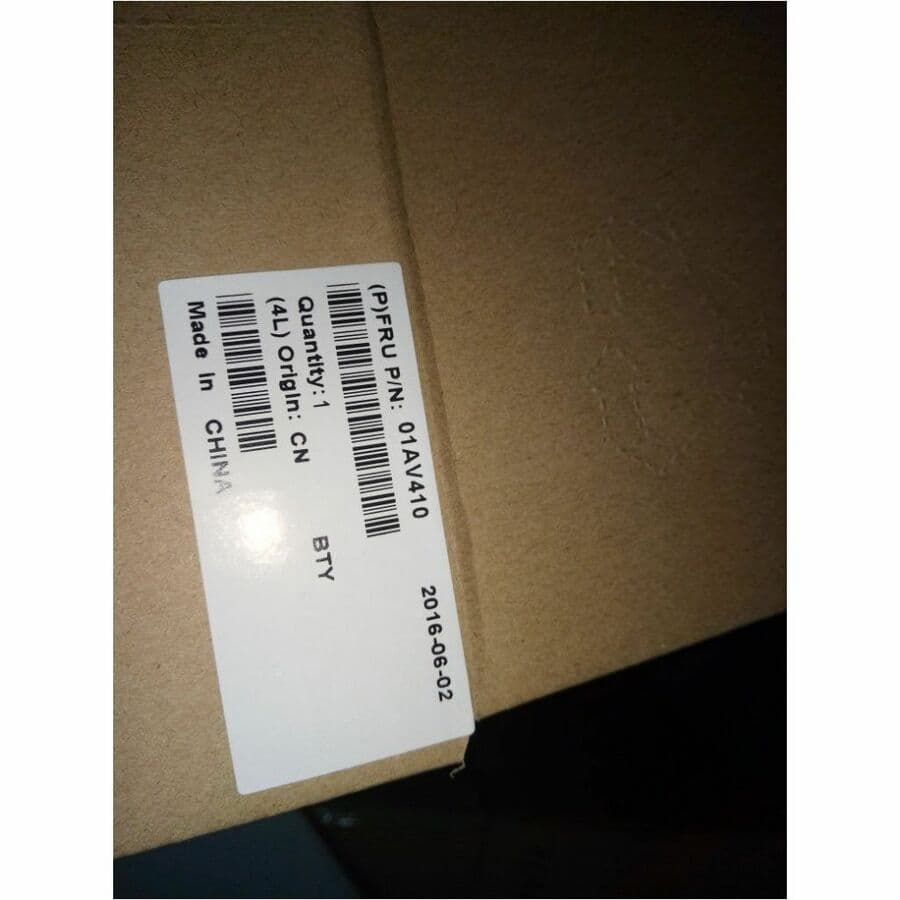 (P)FRU P/N: 01AV410
2016-06-02
Quantity:1
BTY
(4L) Origin: CN
Made In CHINA